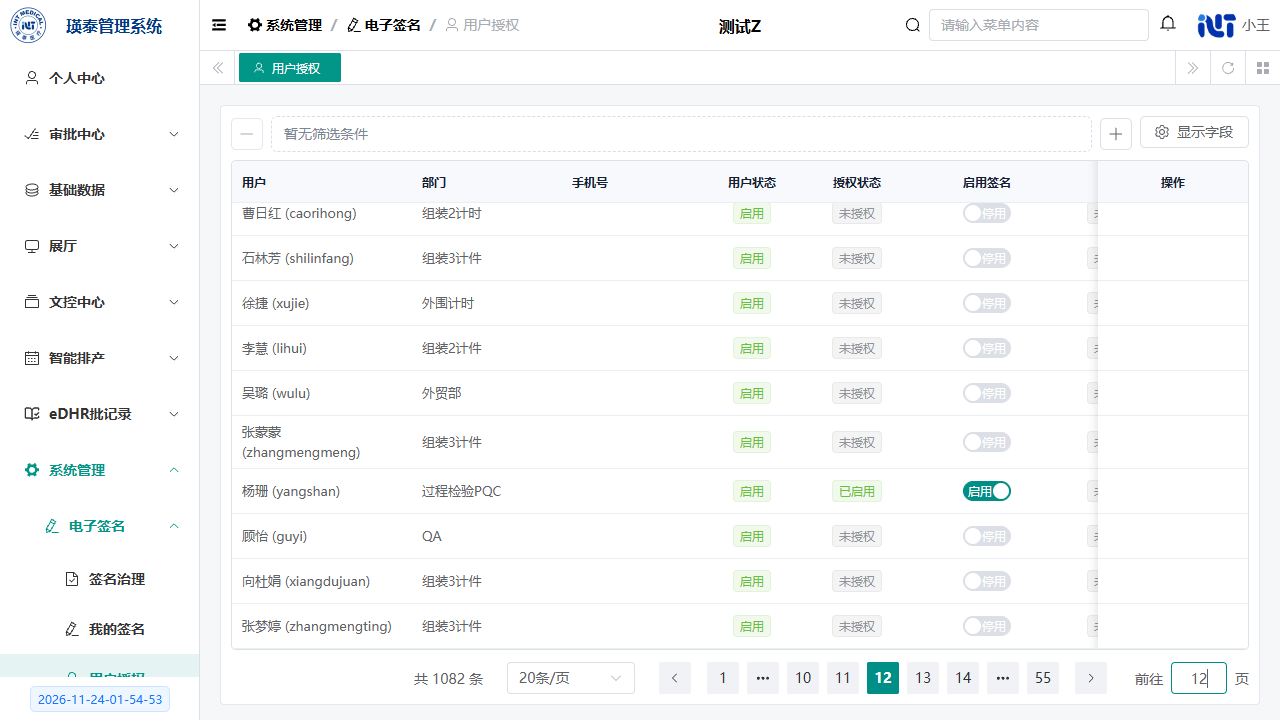 瑛泰管理系统
系统管理 / 电子签名 / 用户授权
测试Z
请输入菜单内容
小王
个人中心
审批中心
基础数据
展厅
文控中心
智能排产
eDHR批记录
系统管理
电子签名
签名治理
我的签名
用户授权
2026-11-24-01-54-53
用户授权
暂无筛选条件
显示字段
用户 部门 手机号 用户状态 授权状态 启用签名 操作
曹日红 (caorihong) 组装2计时 启用 未授权 停用
石林芳 (shilinfang) 组装3计件 启用 未授权 停用
徐捷 (xujie) 外围计时 启用 未授权 停用
李慧 (lihui) 组装2计件 启用 未授权 停用
吴璐 (wulu) 外贸部 启用 未授权 停用
张蒙蒙
(zhangmengmeng) 组装3计件 启用 未授权 停用
杨珊 (yangshan) 过程检验PQC 启用 已启用 启用
顾怡 (guyi) QA 启用 未授权 停用
向杜娟 (xiangdujuan) 组装3计件 启用 未授权 停用
张梦婷 (zhangmengting) 组装3计件 启用 未授权 停用
共 1082 条 20条/页 1 ••• 10 11 12 13 14 ••• 55 前往 12 页